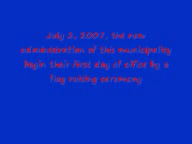 July 2, 2007, the new
administration of this municipality
begin their first day of office by a
flag raising ceremony